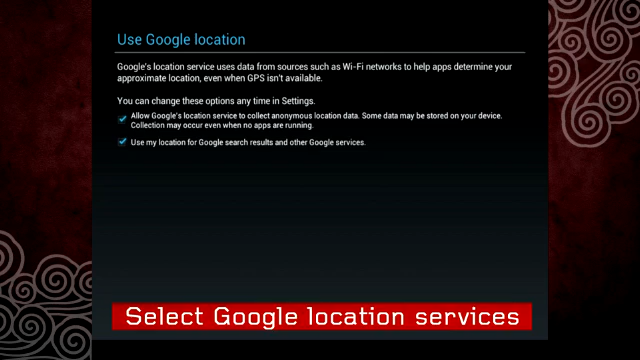 Use Google location
Google's location service uses data from sources such as Wi-Fi networks to help apps determine your
approximate location, even when GPS isn't available.
You can change these options any time in Settings.
Allow Google's location service to collect anonymous location data. Some data may be stored on your device.
Collection may occur even when no apps are running.
Use my location for Google search results and other Google services.
Select Google location services